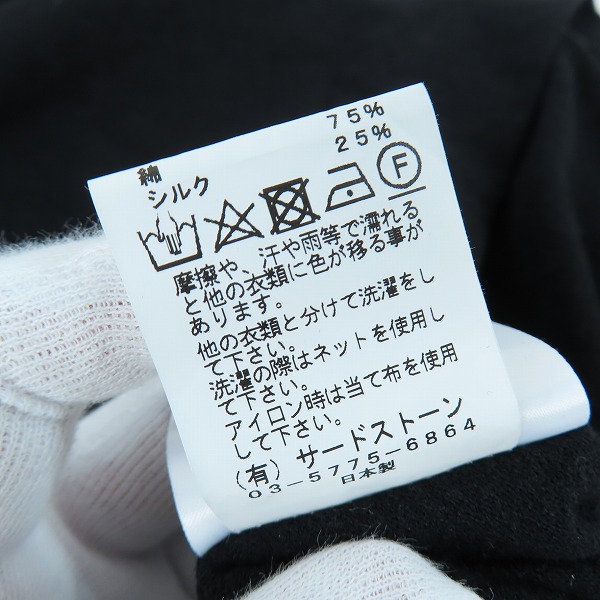 綿 75%
シルク 25%
F
摩擦や、汗や雨等で濡れる
と他の衣類に色が移る事が
あります。
他の衣類と分けて洗濯をし
て下さい。
洗濯の際はネットを使用し
て下さい。
アイロン時は当て布を使用
して下さい。
(有) サードストーン
03-5775-6864
日本製